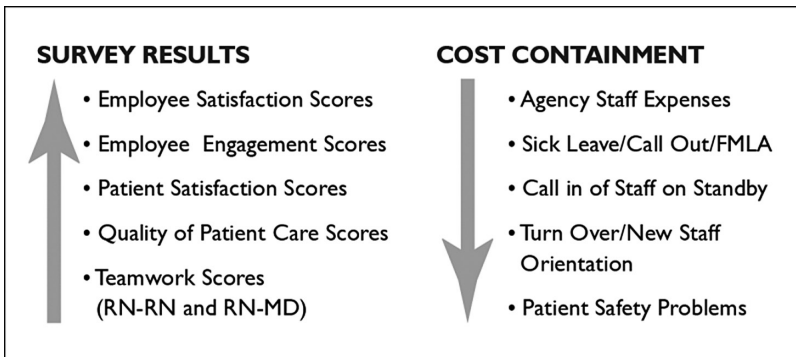 SURVEY RESULTS
• Employee Satisfaction Scores
• Employee Engagement Scores
• Patient Satisfaction Scores
• Quality of Patient Care Scores
• Teamwork Scores
(RN-RN and RN-MD)
COST CONTAINMENT
• Agency Staff Expenses
• Sick Leave/Call Out/FMLA
• Call in of Staff on Standby
• Turn Over/New Staff
Orientation
• Patient Safety Problems